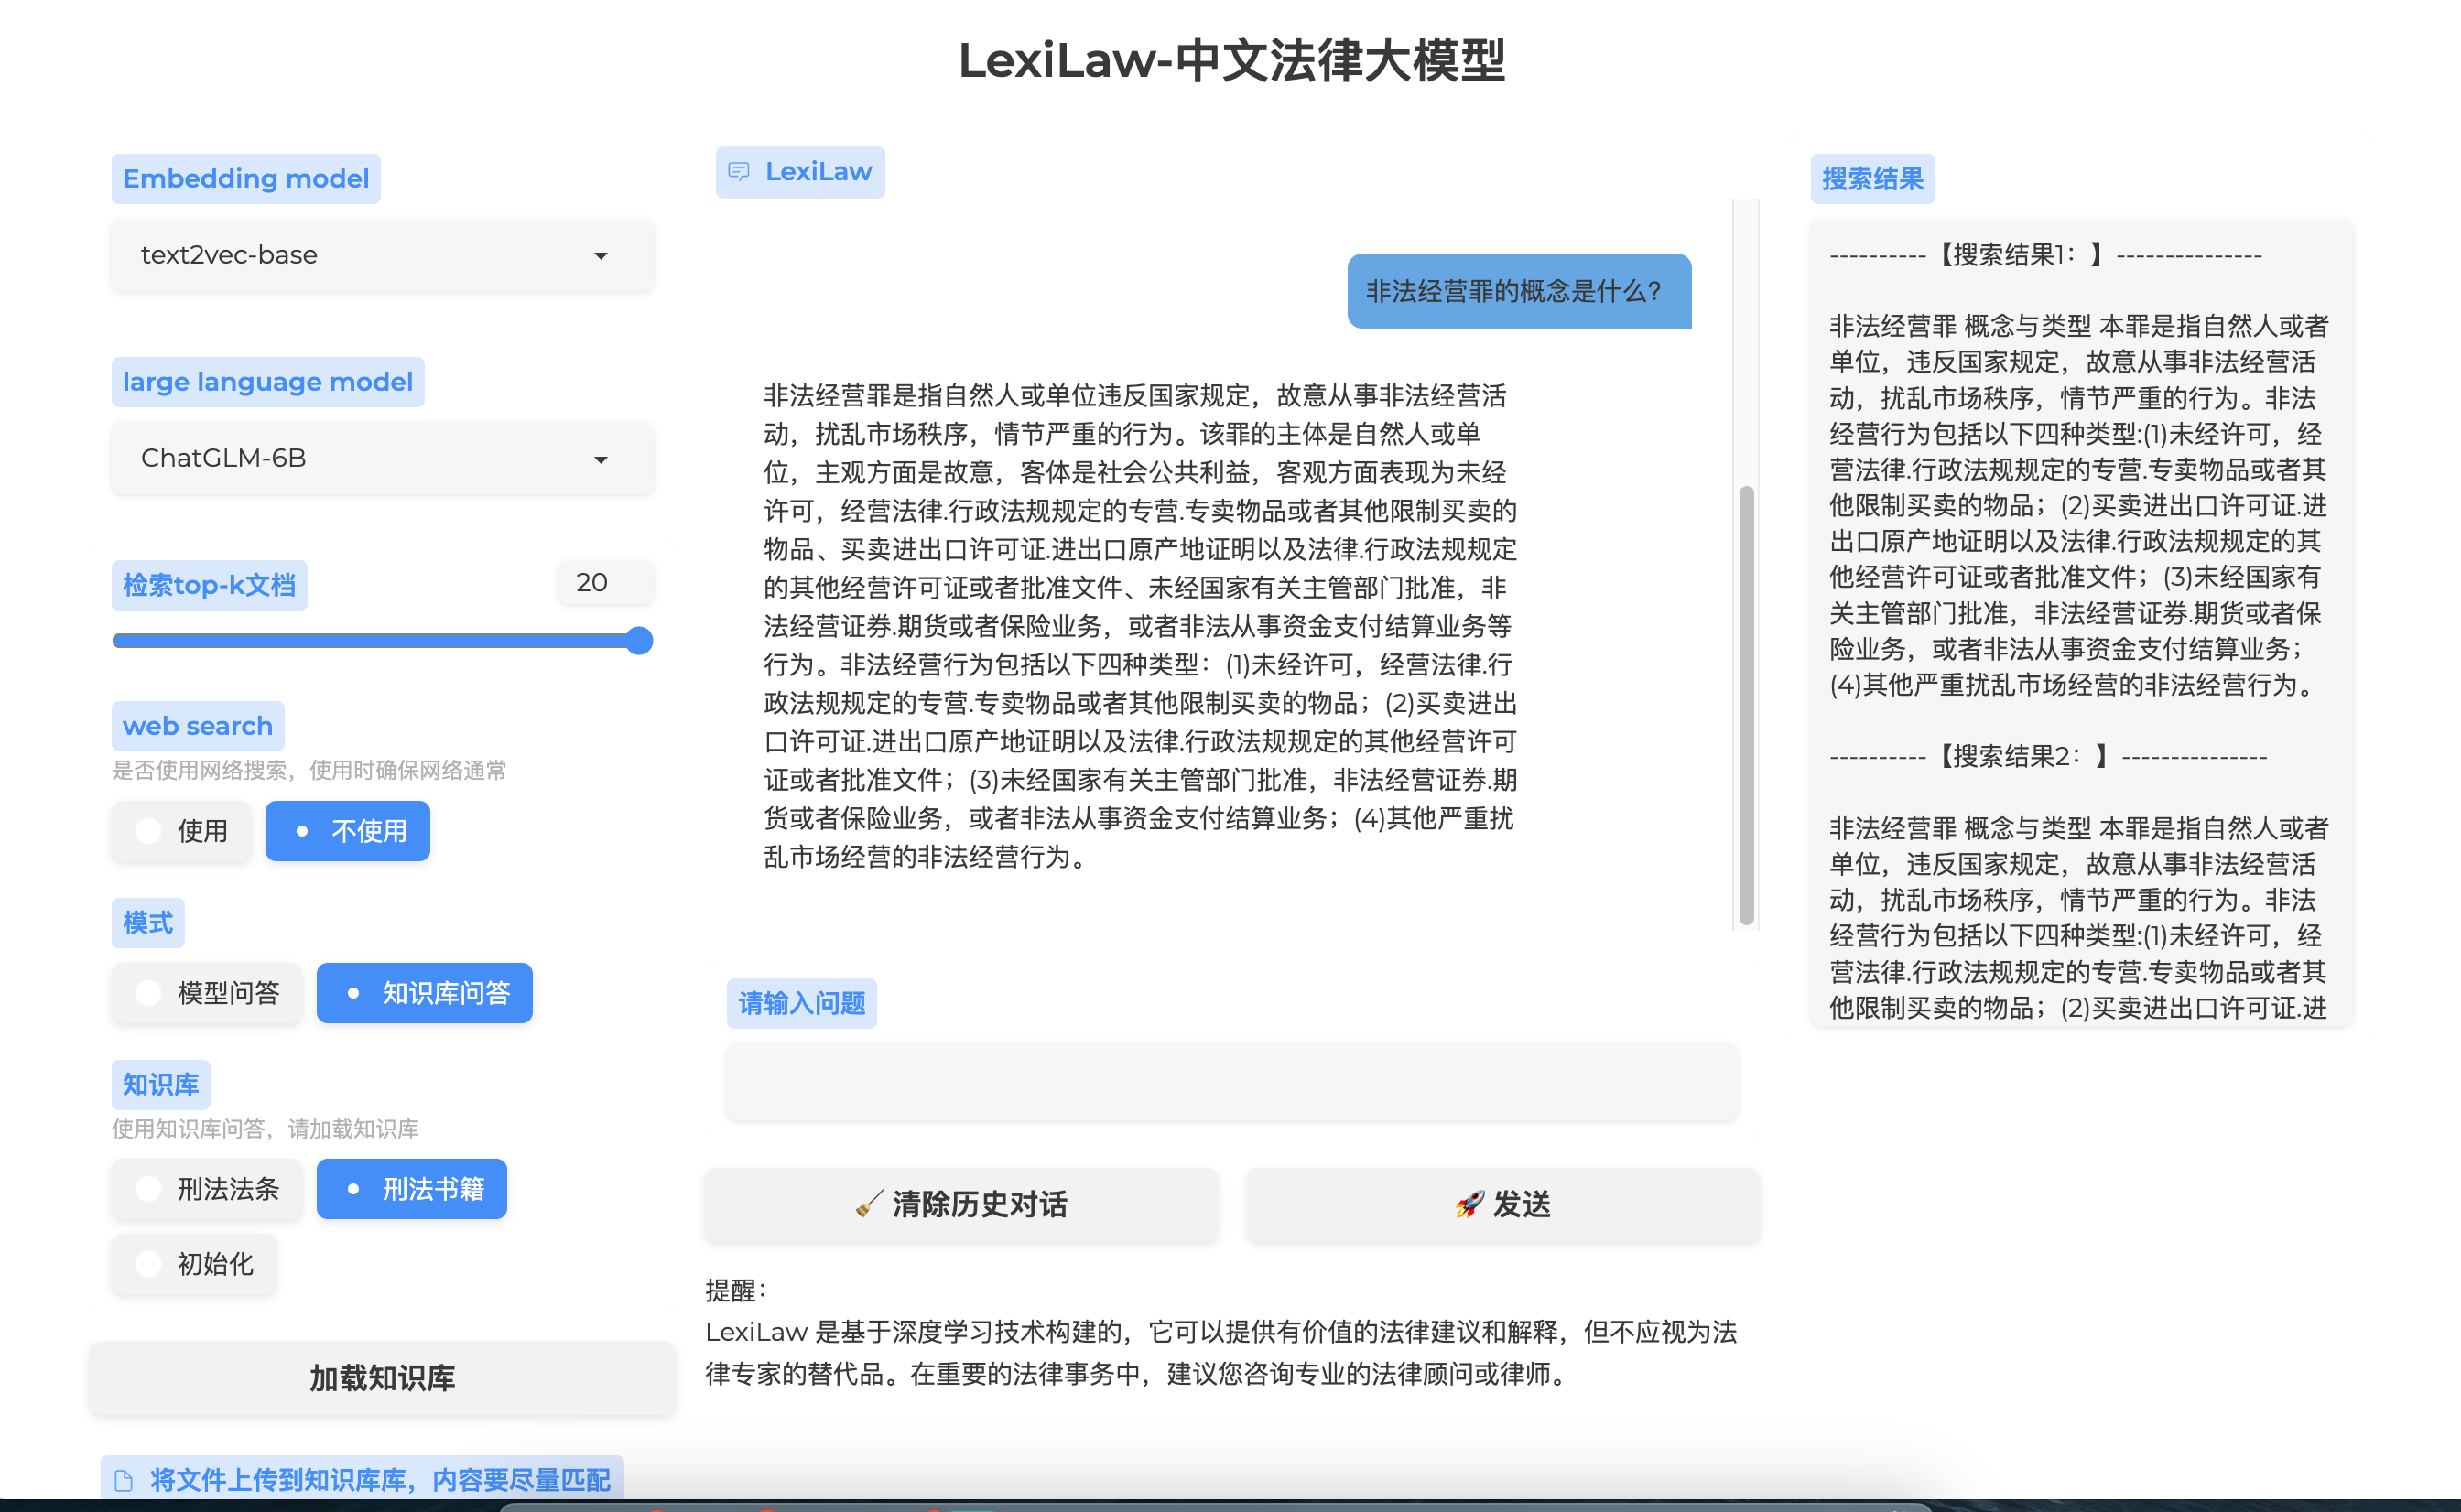 LexiLaw-中文法律大模型
Embedding model
text2vec-base
large language model
ChatGLM-6B
检索top-k文档
20
web search
是否使用网络搜索，使用时确保网络通常
使用
不使用
模式
模型问答
知识库问答
知识库
使用知识库问答，请加载知识库
刑法法条
刑法书籍
初始化
加载知识库
将文件上传到知识库库，内容要尽量匹配
LexiLaw
非法经营罪的概念是什么？
非法经营罪是指自然人或单位违反国家规定，故意从事非法经营活
动，扰乱市场秩序，情节严重的行为。该罪的主体是自然人或单
位，主观方面是故意，客体是社会公共利益，客观方面表现为未经
许可，经营法律.行政法规规定的专营.专卖物品或者其他限制买卖的
物品、买卖进出口许可证.进出口原产地证明以及法律.行政法规规定
的其他经营许可证或者批准文件、未经国家有关主管部门批准，非
法经营证券.期货或者保险业务，或者非法从事资金支付结算业务等
行为。非法经营行为包括以下四种类型：(1)未经许可，经营法律.行
政法规规定的专营.专卖物品或者其他限制买卖的物品；(2)买卖进出
口许可证.进出口原产地证明以及法律.行政法规规定的其他经营许可
证或者批准文件；(3)未经国家有关主管部门批准，非法经营证券.期
货或者保险业务，或者非法从事资金支付结算业务；(4)其他严重扰
乱市场经营的非法经营行为。
请输入问题
🧹 清除历史对话
🚀 发送
提醒：
LexiLaw 是基于深度学习技术构建的，它可以提供有价值的法律建议和解释，但不应视为法
律专家的替代品。在重要的法律事务中，建议您咨询专业的法律顾问或律师。
搜索结果
----------【搜索结果1：】---------------
非法经营罪 概念与类型 本罪是指自然人或者
单位，违反国家规定，故意从事非法经营活
动，扰乱市场秩序，情节严重的行为。非法
经营行为包括以下四种类型:(1)未经许可，经
营法律.行政法规规定的专营.专卖物品或者其
他限制买卖的物品；(2)买卖进出口许可证.进
出口原产地证明以及法律.行政法规规定的其
他经营许可证或者批准文件；(3)未经国家有
关主管部门批准，非法经营证券.期货或者保
险业务，或者非法从事资金支付结算业务；
(4)其他严重扰乱市场经营的非法经营行为。
----------【搜索结果2：】---------------
非法经营罪 概念与类型 本罪是指自然人或者
单位，违反国家规定，故意从事非法经营活
动，扰乱市场秩序，情节严重的行为。非法
经营行为包括以下四种类型:(1)未经许可，经
营法律.行政法规规定的专营.专卖物品或者其
他限制买卖的物品；(2)买卖进出口许可证.进